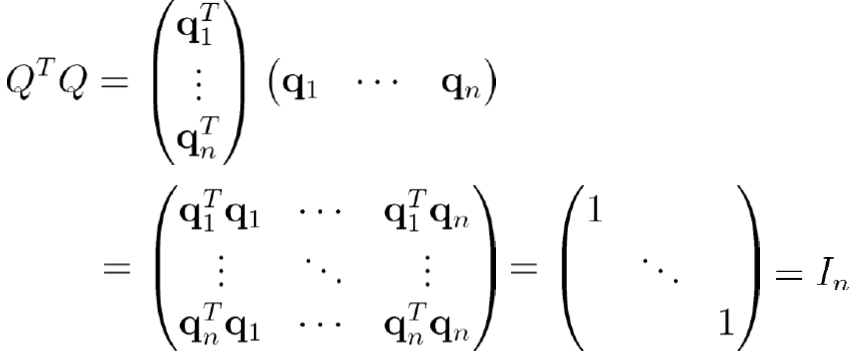 Q^T Q = \begin{pmatrix} \mathbf{q}_1^T \\ \vdots \\ \mathbf{q}_n^T \end{pmatrix} \begin{pmatrix} \mathbf{q}_1 & \cdots & \mathbf{q}_n \end{pmatrix}
= \begin{pmatrix} \mathbf{q}_1^T \mathbf{q}_1 & \cdots & \mathbf{q}_1^T \mathbf{q}_n \\ \vdots & \ddots & \vdots \\ \mathbf{q}_n^T \mathbf{q}_1 & \cdots & \mathbf{q}_n^T \mathbf{q}_n \end{pmatrix} = \begin{pmatrix} 1 & & \\ & \ddots & \\ & & 1 \end{pmatrix} = I_n